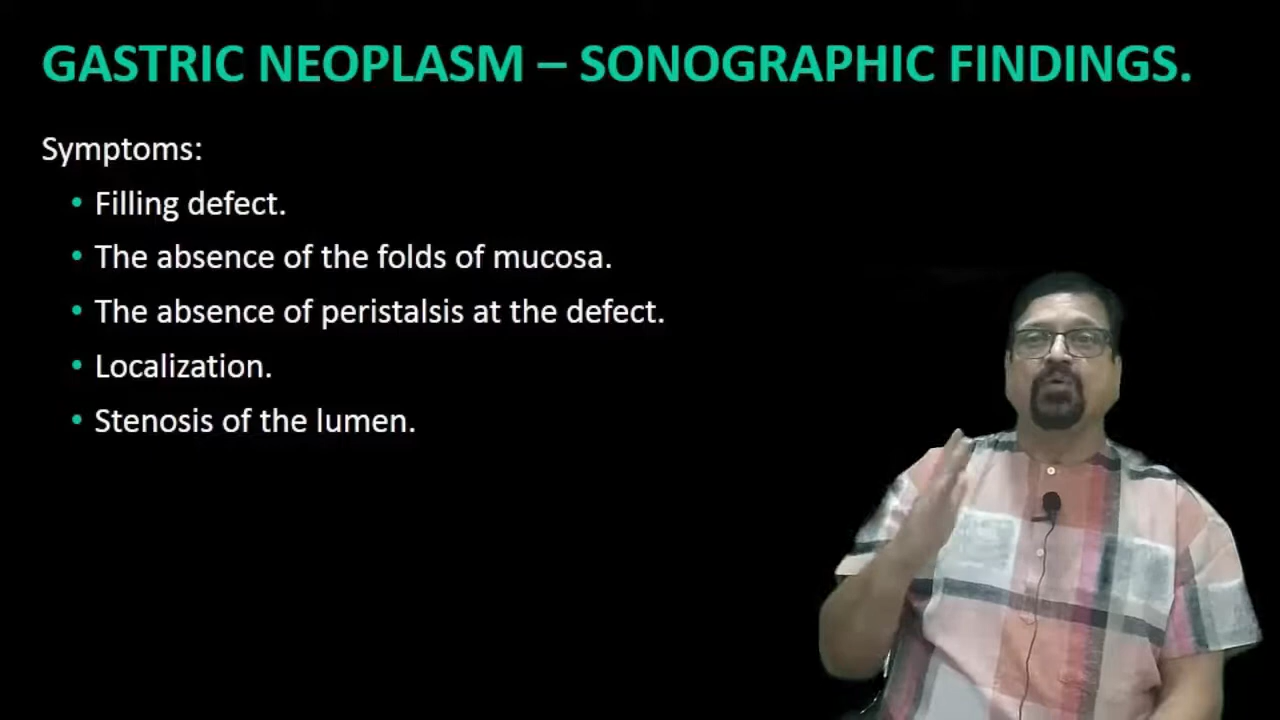 GASTRIC NEOPLASM – SONOGRAPHIC FINDINGS.
Symptoms:
• Filling defect.
• The absence of the folds of mucosa.
• The absence of peristalsis at the defect.
• Localization.
• Stenosis of the lumen.